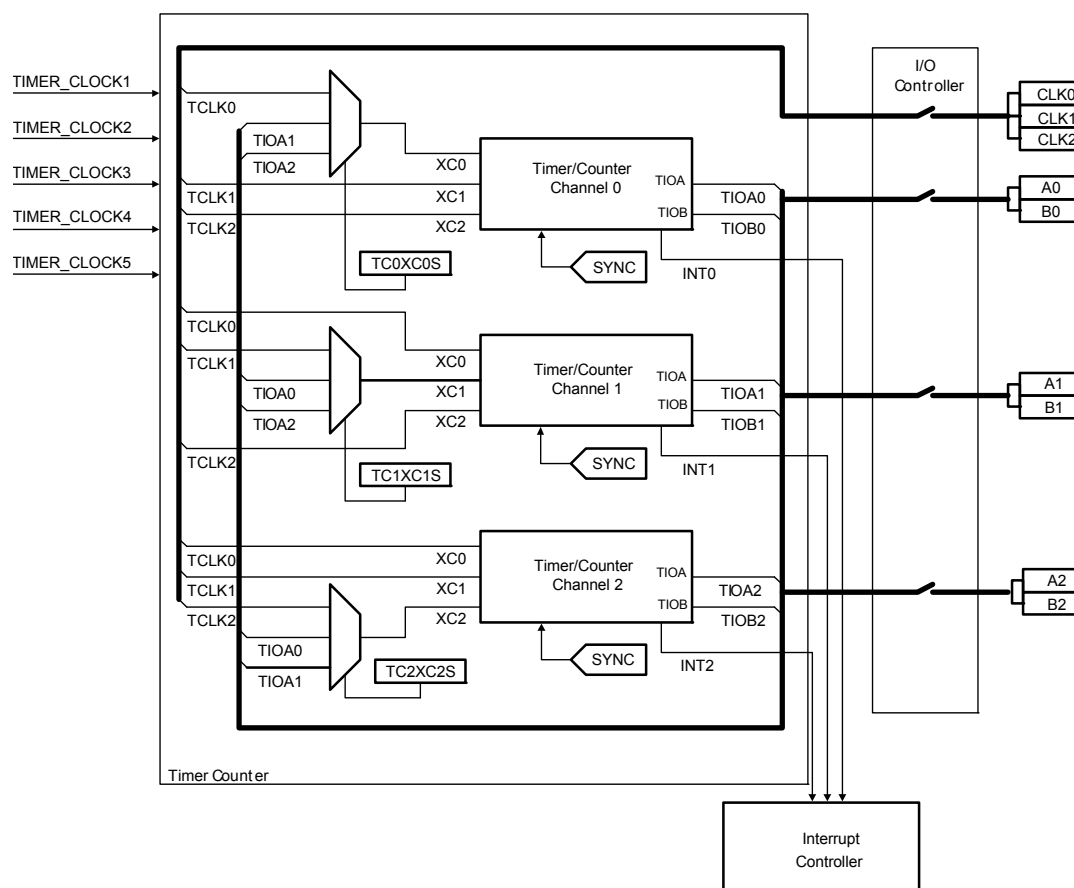 I/O
Controller
TIMER_CLOCK1
TIMER_CLOCK2
TIMER_CLOCK3
TIMER_CLOCK4
TIMER_CLOCK5
CLK0
CLK1
CLK2
TCLK0
TIOA1
TIOA2
TCLK1
TCLK2
XC0
XC1
XC2
Timer/Counter
Channel 0
TIOA
TIOB
TIOA0
TIOB0
A0
B0
TC0XC0S
SYNC
INT0
TCLK0
TCLK1
TIOA0
TIOA2
TCLK2
XC0
XC1
XC2
Timer/Counter
Channel 1
TIOA
TIOB
TIOA1
TIOB1
A1
B1
TC1XC1S
SYNC
INT1
TCLK0
TCLK1
TCLK2
TIOA0
TIOA1
XC0
XC1
XC2
Timer/Counter
Channel 2
TIOA
TIOB
TIOA2
TIOB2
A2
B2
TC2XC2S
SYNC
INT2
Timer Counter
Interrupt
Controller